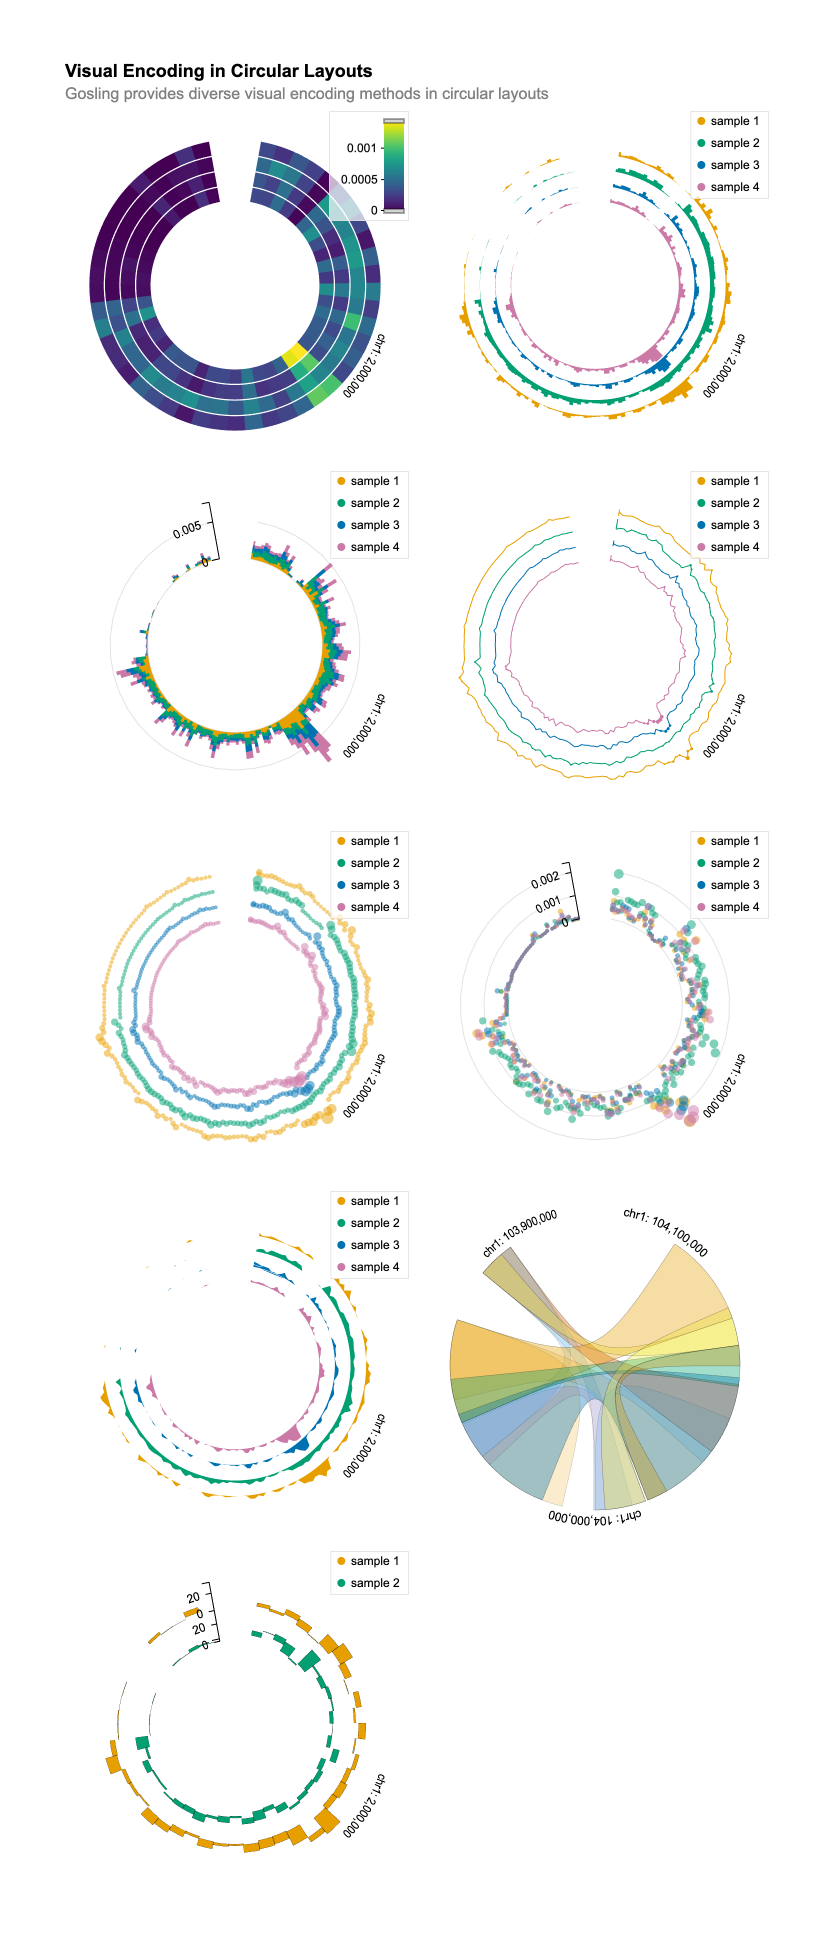 Visual Encoding in Circular Layouts
Gosling provides diverse visual encoding methods in circular layouts
0.001
0.0005
0
chr1: 2,000,000
sample 1
sample 2
sample 3
sample 4
chr1: 2,000,000
0.005
0
sample 1
sample 2
sample 3
sample 4
chr1: 2,000,000
sample 1
sample 2
sample 3
sample 4
chr1: 2,000,000
sample 1
sample 2
sample 3
sample 4
chr1: 2,000,000
0.002
0.001
0
sample 1
sample 2
sample 3
sample 4
chr1: 2,000,000
sample 1
sample 2
sample 3
sample 4
chr1: 2,000,000
chr1: 103,900,000
chr1: 104,100,000
chr1: 104,000,000
sample 1
sample 2
20
0
20
0
chr1: 2,000,000